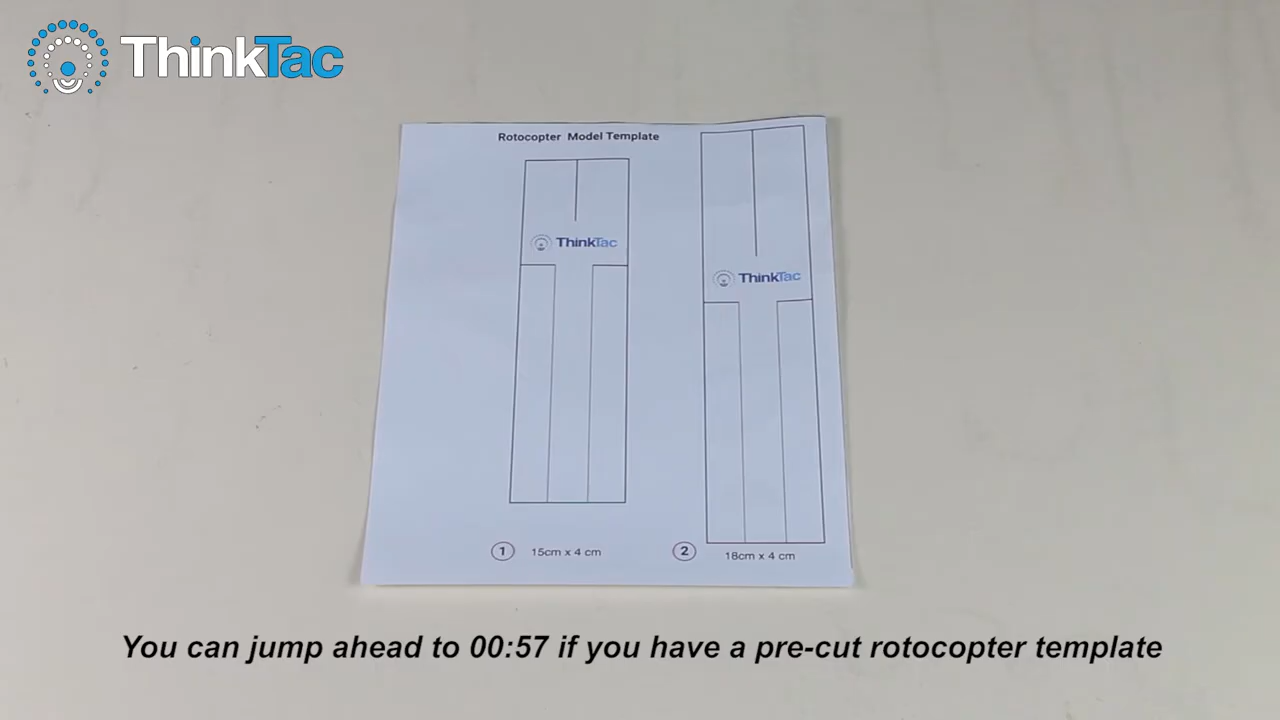 ThinkTac
Rotocopter Model Template
ThinkTac
ThinkTac
1 15cm x 4 cm
2 18cm x 4 cm
You can jump ahead to 00:57 if you have a pre-cut rotocopter template